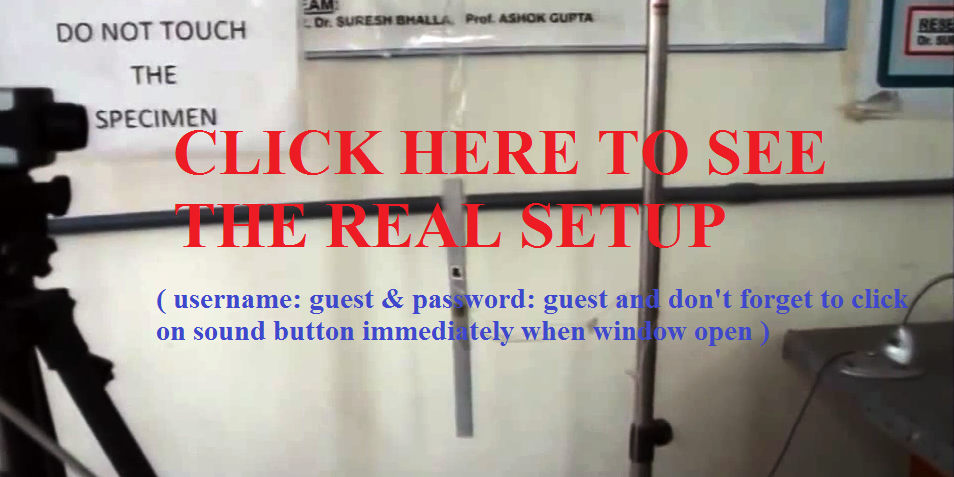 DO NOT TOUCH
THE
SPECIMEN
EAM:
Dr. SURESH BHALLA, Prof. ASHOK GUPTA
RESE
Dr. SU
CLICK HERE TO SEE
THE REAL SETUP
( username: guest & password: guest and don't forget to click
on sound button immediately when window open )